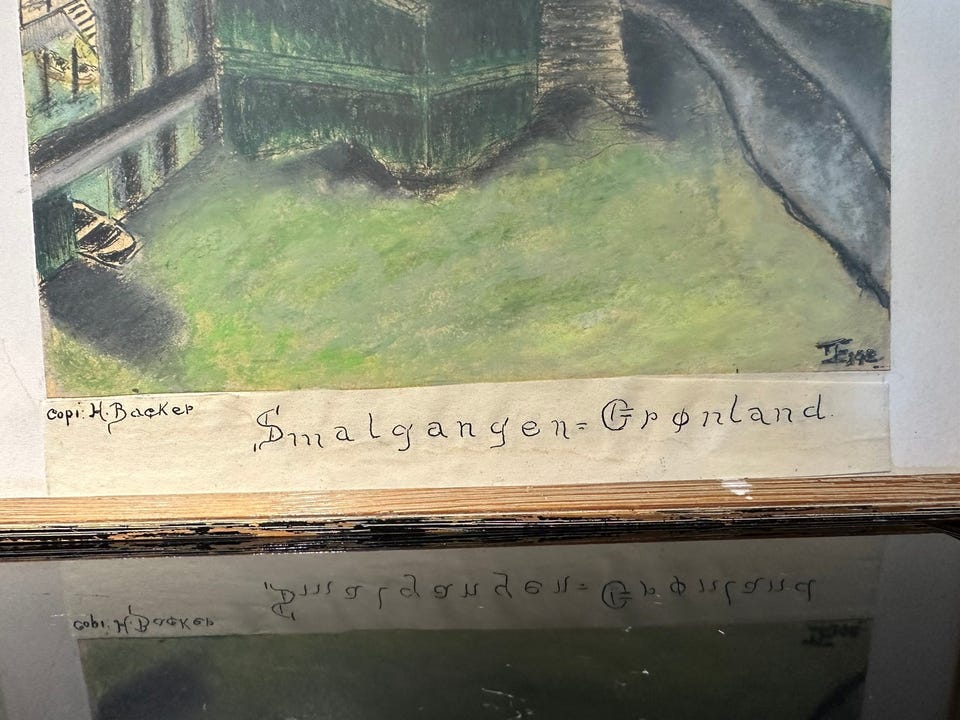 copi: H. Backer
Smalgangen = Grønland.